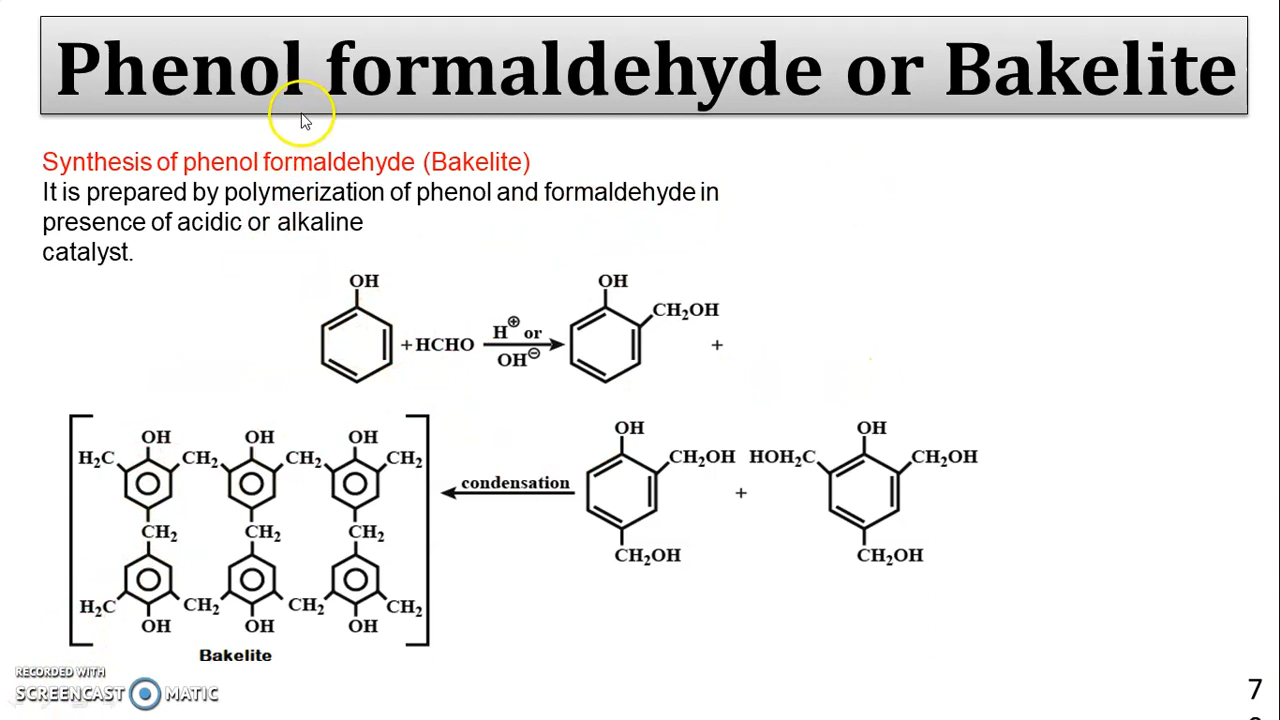 Phenol formaldehyde or Bakelite
Synthesis of phenol formaldehyde (Bakelite)
It is prepared by polymerization of phenol and formaldehyde in
presence of acidic or alkaline
catalyst.
OH OH
CH₂OH
+ HCHO H⊕ or +
OH⊖
OH OH
OH OH OH
H₂C CH₂ CH₂ CH₂ CH₂OH HOH₂C CH₂OH
condensation +
CH₂ CH₂ CH₂
CH₂OH CH₂OH
H₂C CH₂ CH₂ CH₂
OH OH OH
Bakelite
RECORDED WITH
SCREENCAST MATIC
7